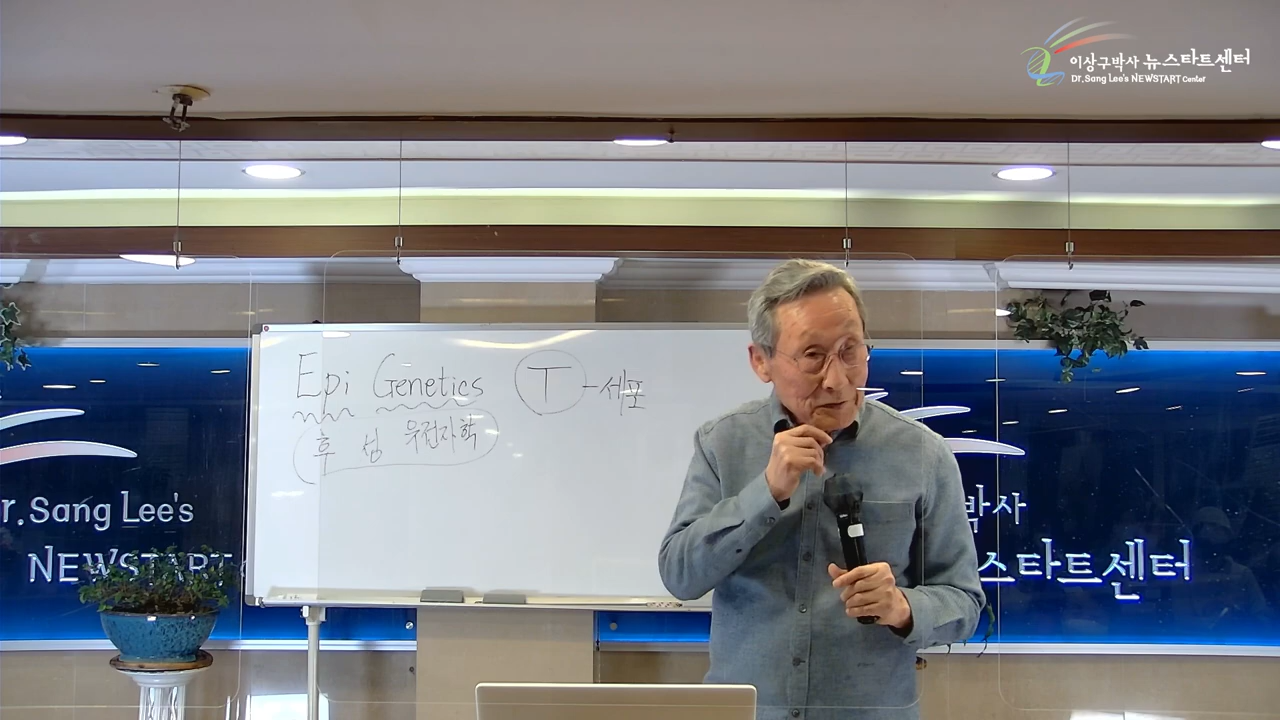 이상구박사 뉴스타트센터
Dr.Sang Lee's NEWSTART Center
Epi Genetics T-세포
후 성 유전자학
r.Sang Lee's
NEWSTART
박사
스타트센터